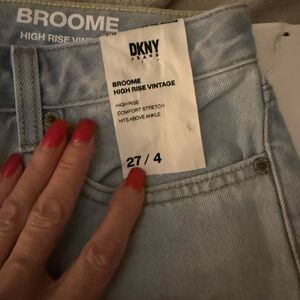 BROOME
HIGH RISE VINTAGE
DKNY
JEANS
BROOME
HIGH RISE VINTAGE
HIGH RISE
COMFORT STRETCH
HITS ABOVE ANKLE
27 / 4